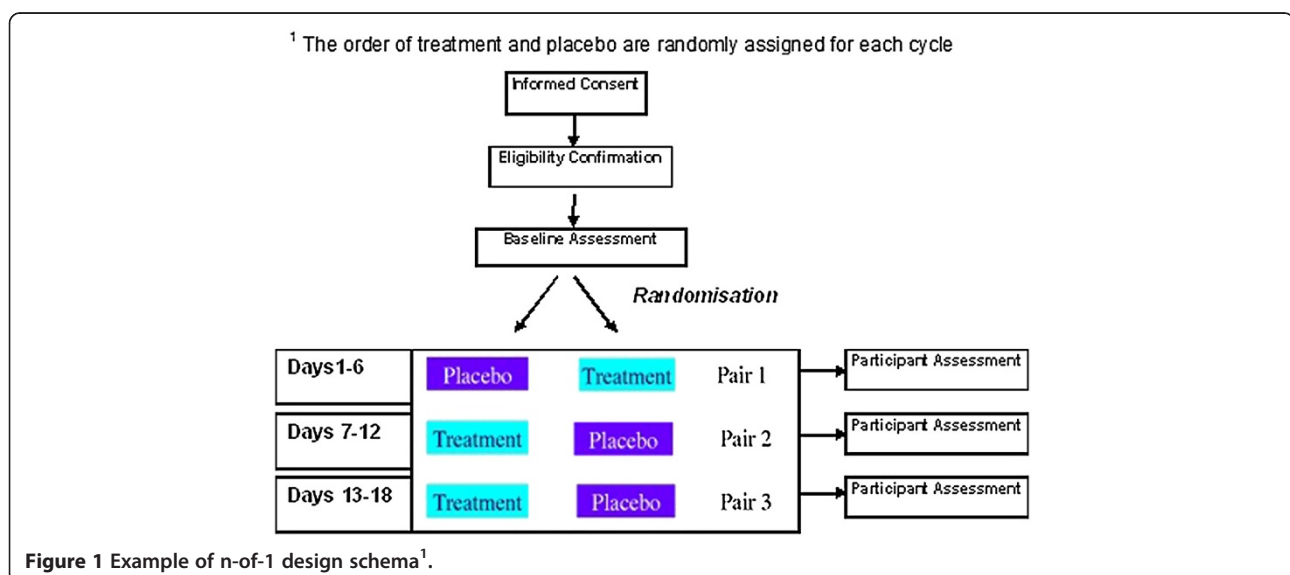 1 The order of treatment and placebo are randomly assigned for each cycle
Informed Consent
Eligibility Confirmation
Baseline Assessment
Randomisation
Days1-6 Placebo Treatment Pair 1 Participant Assessment
Days 7-12 Treatment Placebo Pair 2 Participant Assessment
Days 13-18 Treatment Placebo Pair 3 Participant Assessment
Figure 1 Example of n-of-1 design schema1.